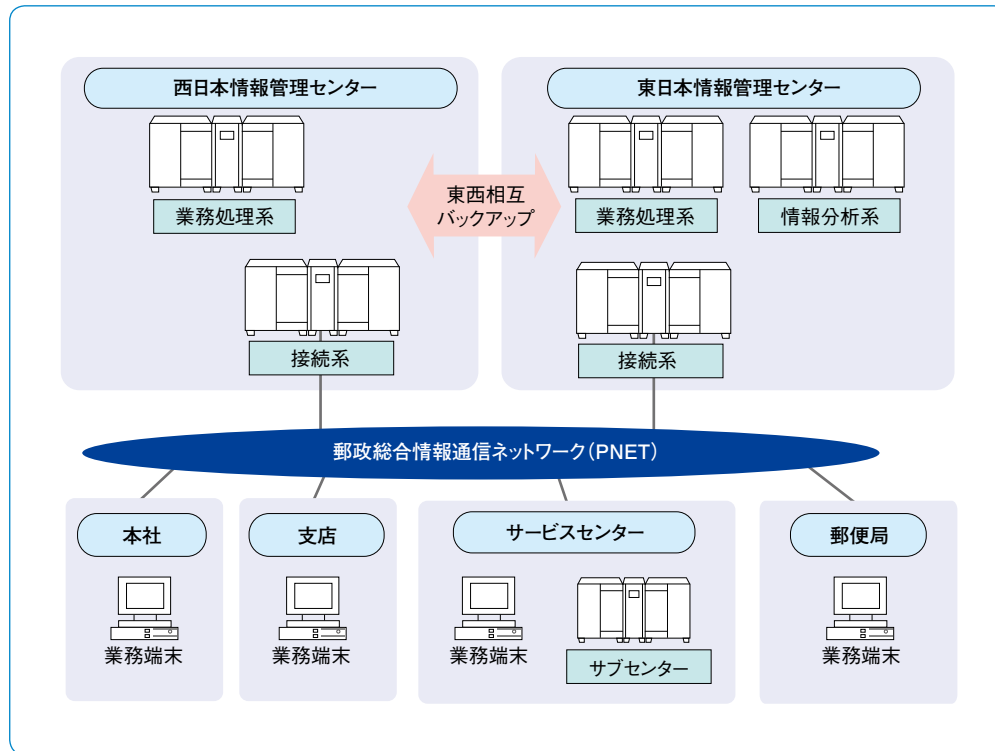 西日本情報管理センター
東日本情報管理センター
業務処理系
東西相互
バックアップ
業務処理系
情報分析系
接続系
接続系
郵政総合情報通信ネットワーク(PNET)
本社
支店
サービスセンター
郵便局
業務端末
業務端末
業務端末
サブセンター
業務端末